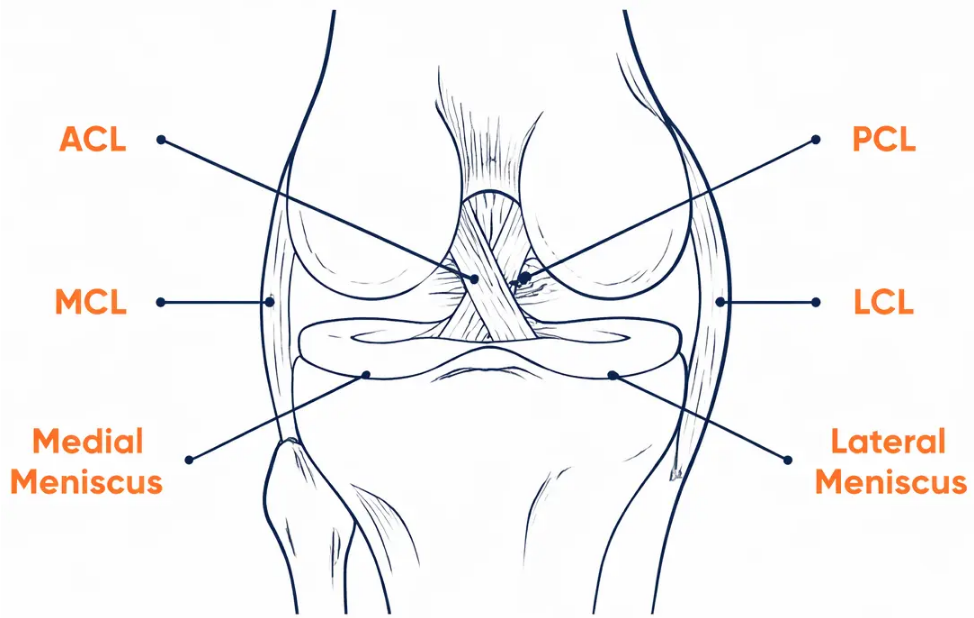 ACL
PCL
MCL
LCL
Medial
Meniscus
Lateral
Meniscus